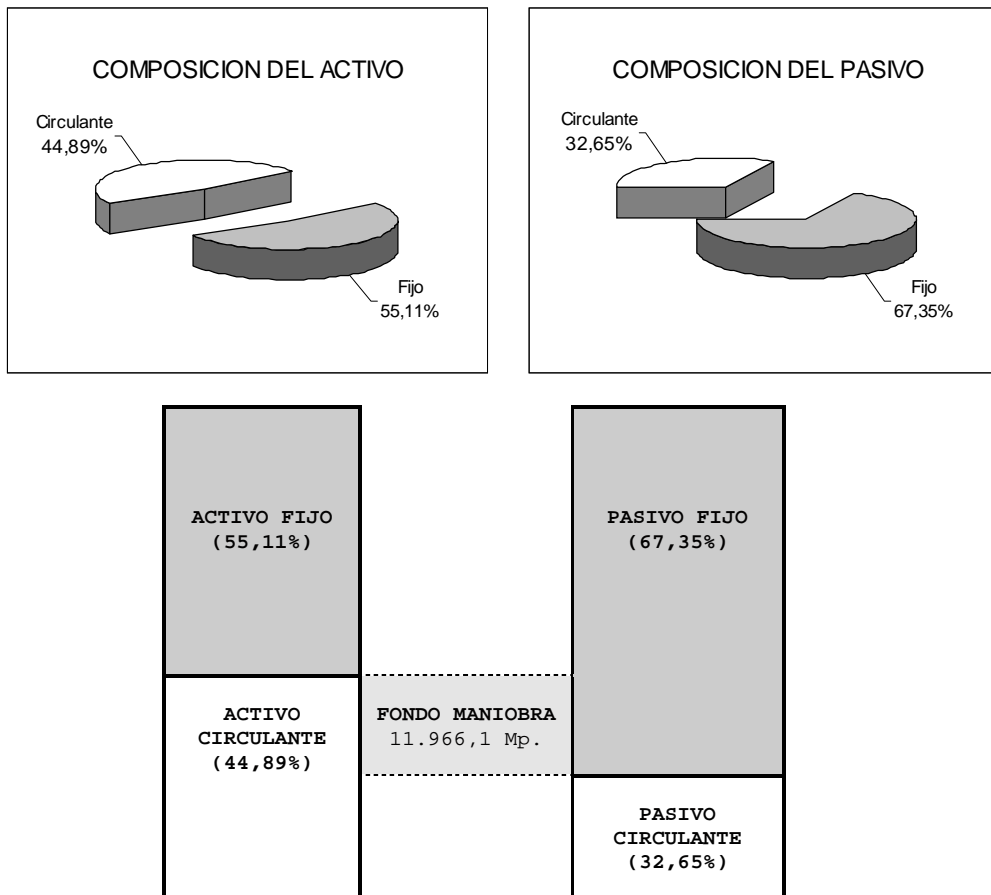 COMPOSICION DEL ACTIVO
Circulante
44,89%
Fijo
55,11%
COMPOSICION DEL PASIVO
Circulante
32,65%
Fijo
67,35%
ACTIVO FIJO
(55,11%)
PASIVO FIJO
(67,35%)
ACTIVO
CIRCULANTE
(44,89%)
FONDO MANIOBRA
11.966,1 Mp.
PASIVO
CIRCULANTE
(32,65%)